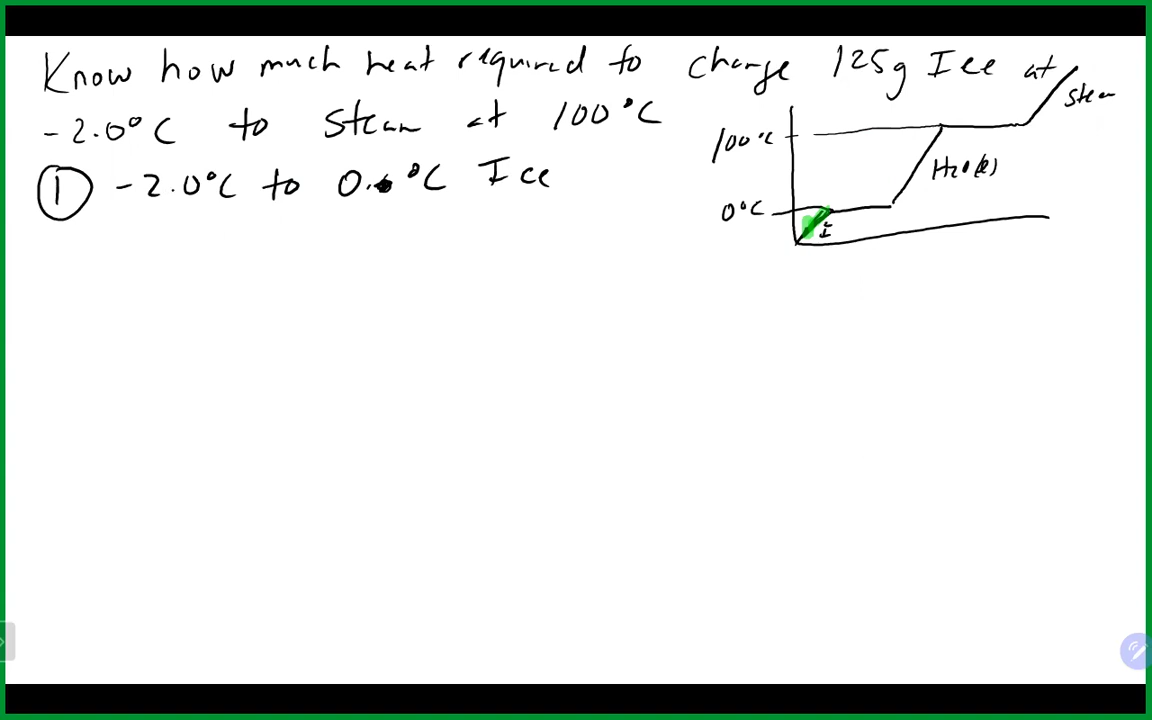 Know how much heat required to change 125g Ice at
-2.0°C to steam at 100°C
① -2.0°C to 0.0°C Ice
100°C
0°C
I
H₂O(l)
steam